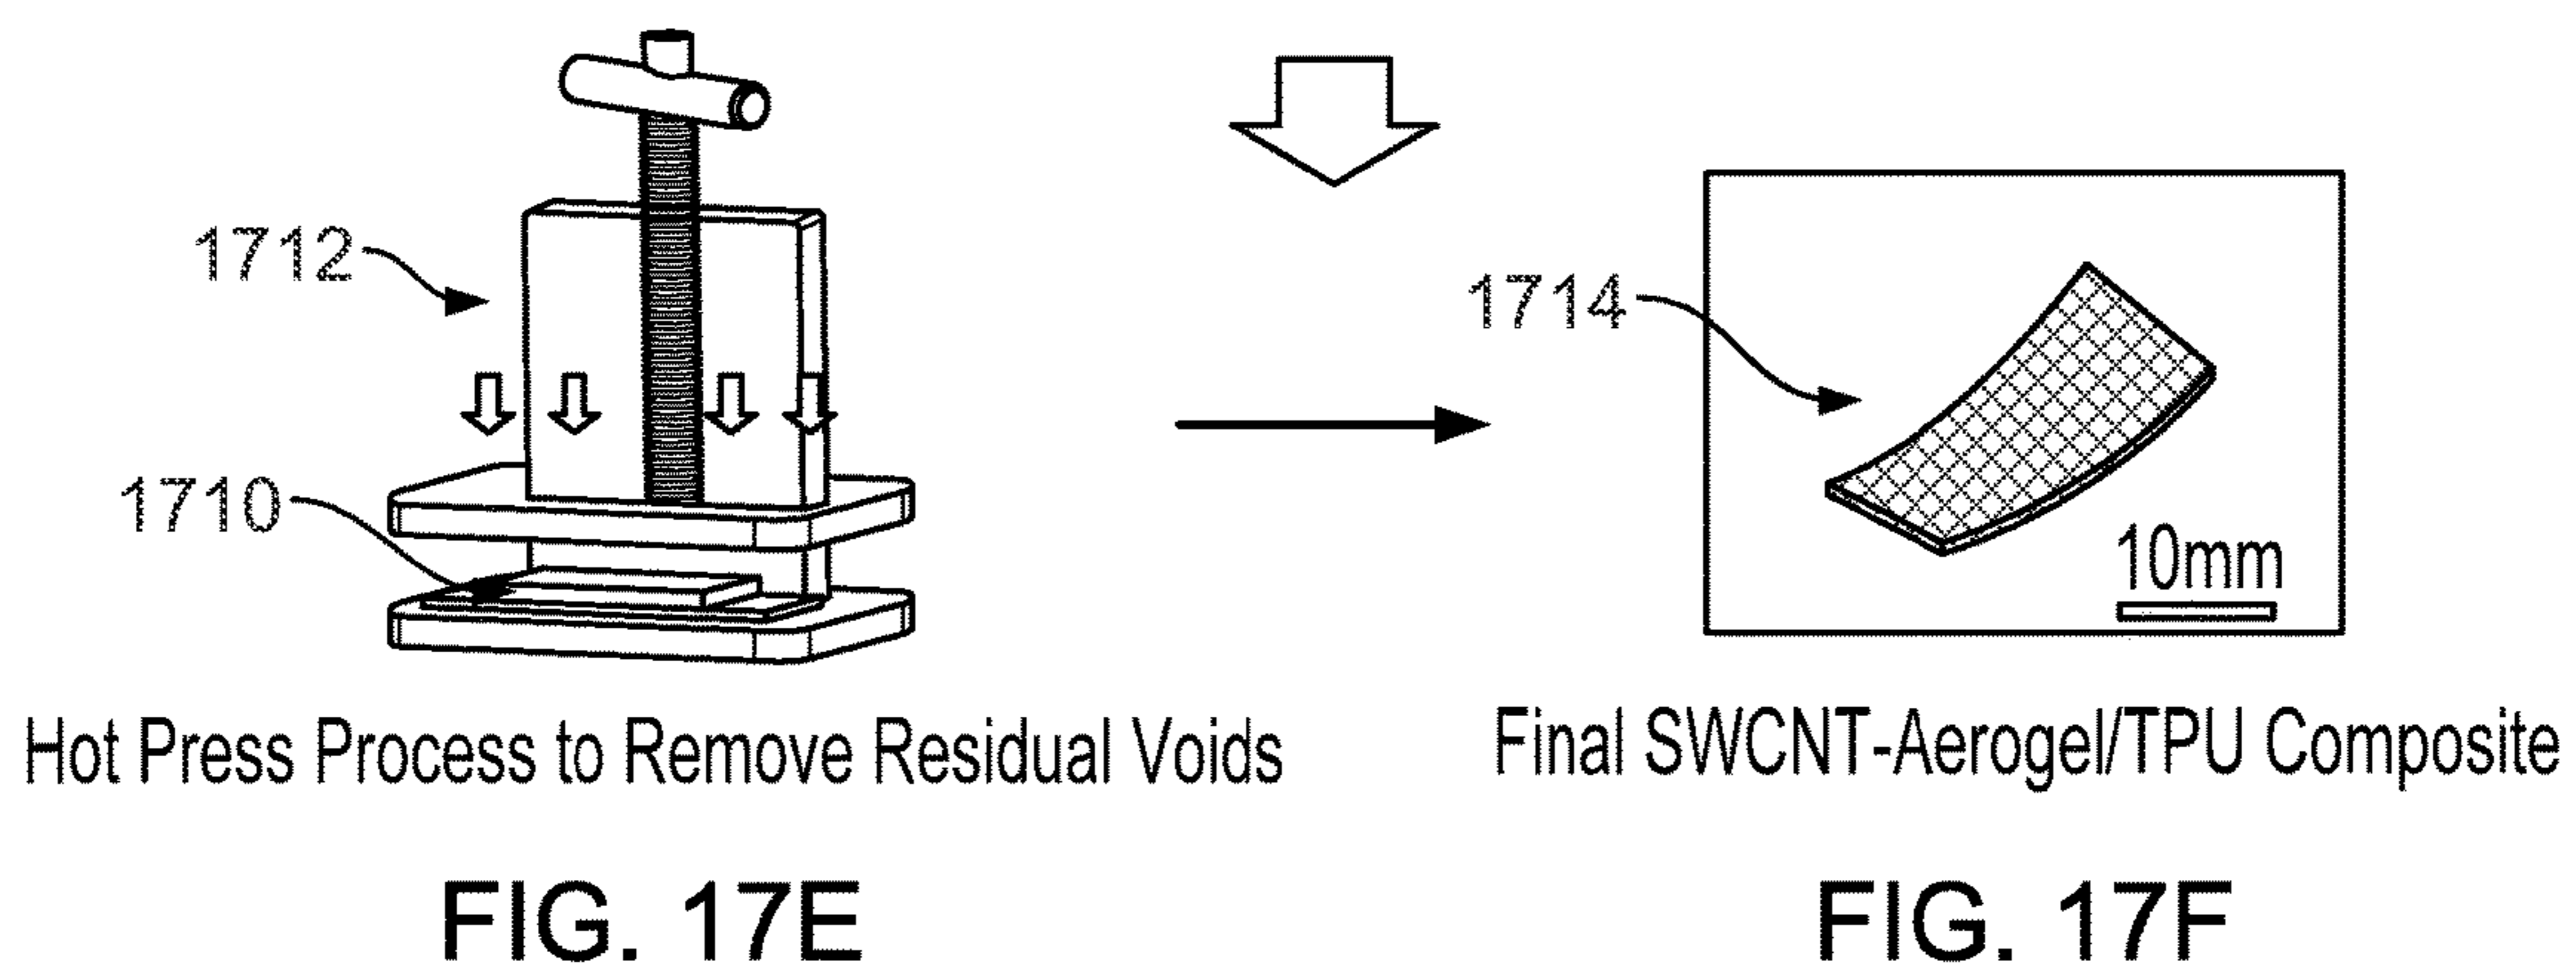 1712
1710
1714
10mm
Hot Press Process to Remove Residual Voids
Final SWCNT-Aerogel/TPU Composite
FIG. 17E
FIG. 17F